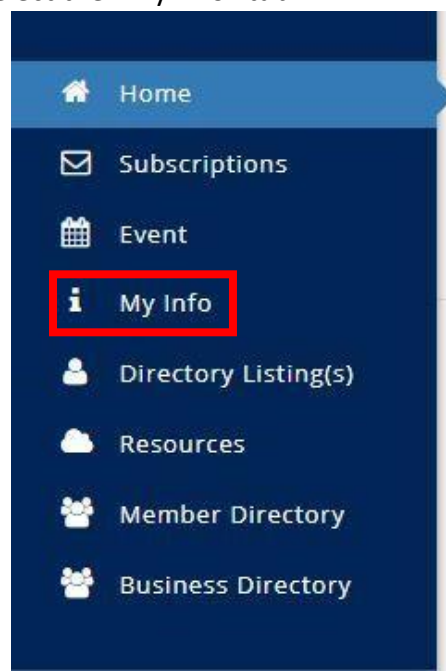 Home
Subscriptions
Event
My Info
Directory Listing(s)
Resources
Member Directory
Business Directory